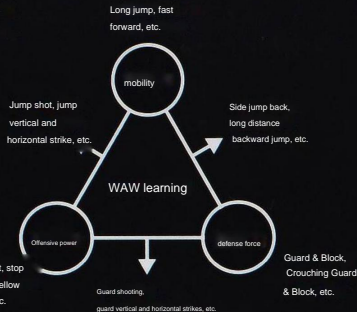 Long jump, fast
forward, etc.
mobility
Jump shot, jump
vertical and
horizontal strike, etc.
Side jump back,
long distance
backward jump, etc.
WAW learning
Offensive power
defense force
stop
Guard & Block,
Crouching Guard
& Block, etc.
Guard shooting,
guard vertical and horizontal strikes, etc.